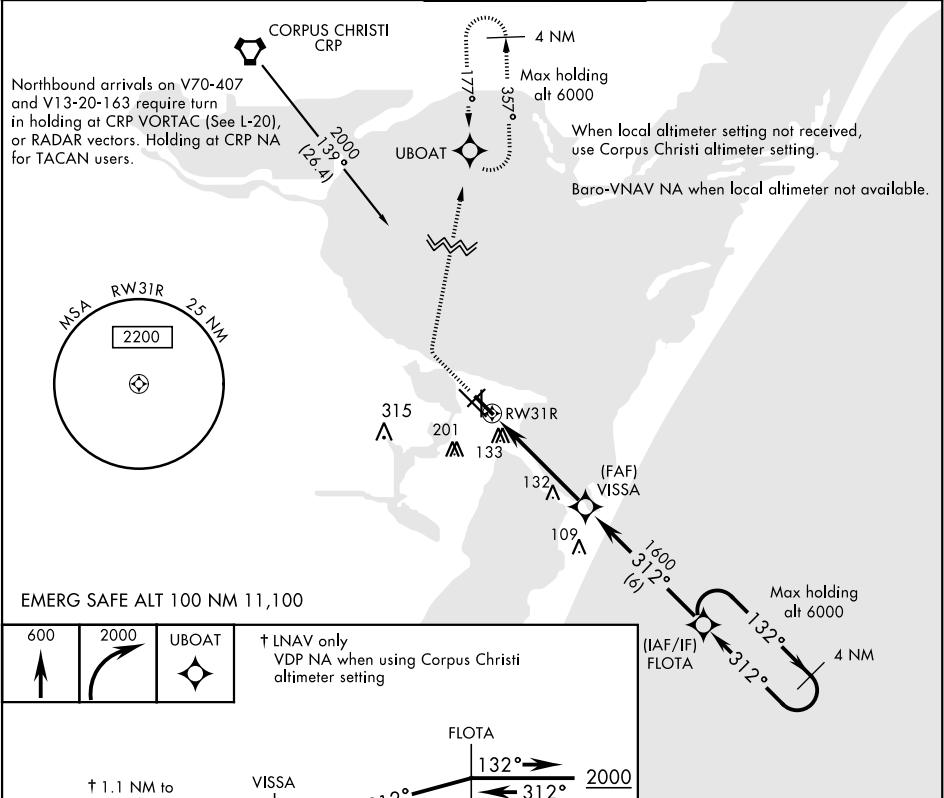 CORPUS CHRISTI
CRP
4 NM
177°
357°
Max holding
alt 6000
Northbound arrivals on V70-407
and V13-20-163 require turn
in holding at CRP VORTAC (See L-20),
or RADAR vectors. Holding at CRP NA
for TACAN users.
2000
139°
(26.4)
UBOAT
When local altimeter setting not received,
use Corpus Christi altimeter setting.
Baro-VNAV NA when local altimeter not available.
MSA RW31R 25 NM
2200
315
201
133
RW31R
132
(FAF)
VISSA
109
1600
312°
(6)
Max holding
alt 6000
132°
312°
4 NM
(IAF/IF)
FLOTA
EMERG SAFE ALT 100 NM 11,100
600
2000
UBOAT
† LNAV only
VDP NA when using Corpus Christi
altimeter setting
FLOTA
132°
2000
312°
† 1.1 NM to
VISSA